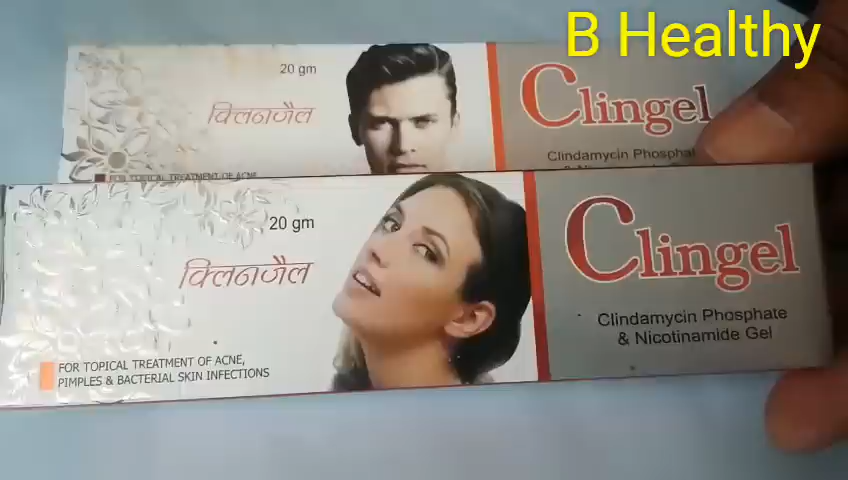 B Healthy
20 gm
क्लिनजैल
Clingel
Clindamycin Phosphat
FOR TOPICAL TREATMENT OF ACNE,
20 gm
क्लिनजैल
Clingel
Clindamycin Phosphate
& Nicotinamide Gel
FOR TOPICAL TREATMENT OF ACNE,
PIMPLES & BACTERIAL SKIN INFECTIONS